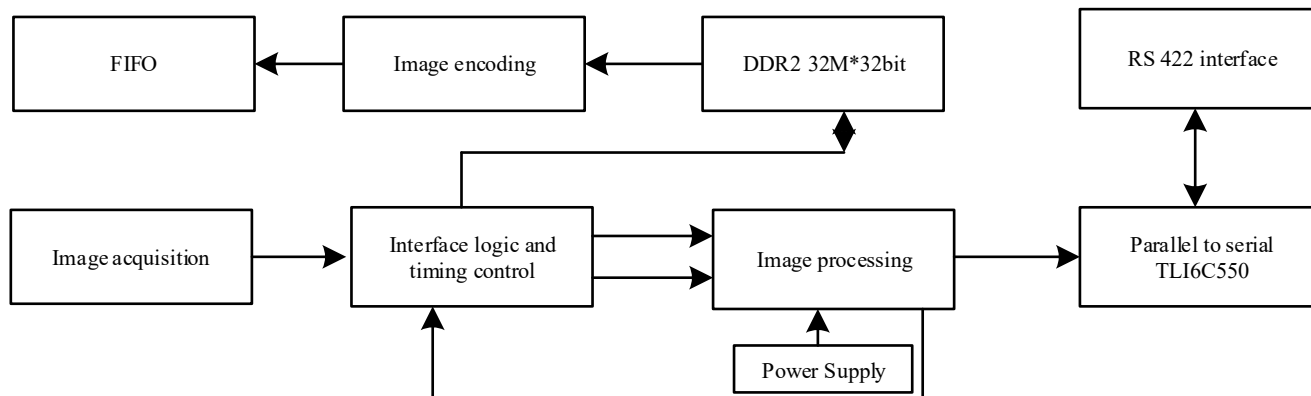 FIFO
Image encoding
DDR2 32M*32bit
RS 422 interface
Image acquisition
Interface logic and
timing control
Image processing
Parallel to serial
TLI6C550
Power Supply